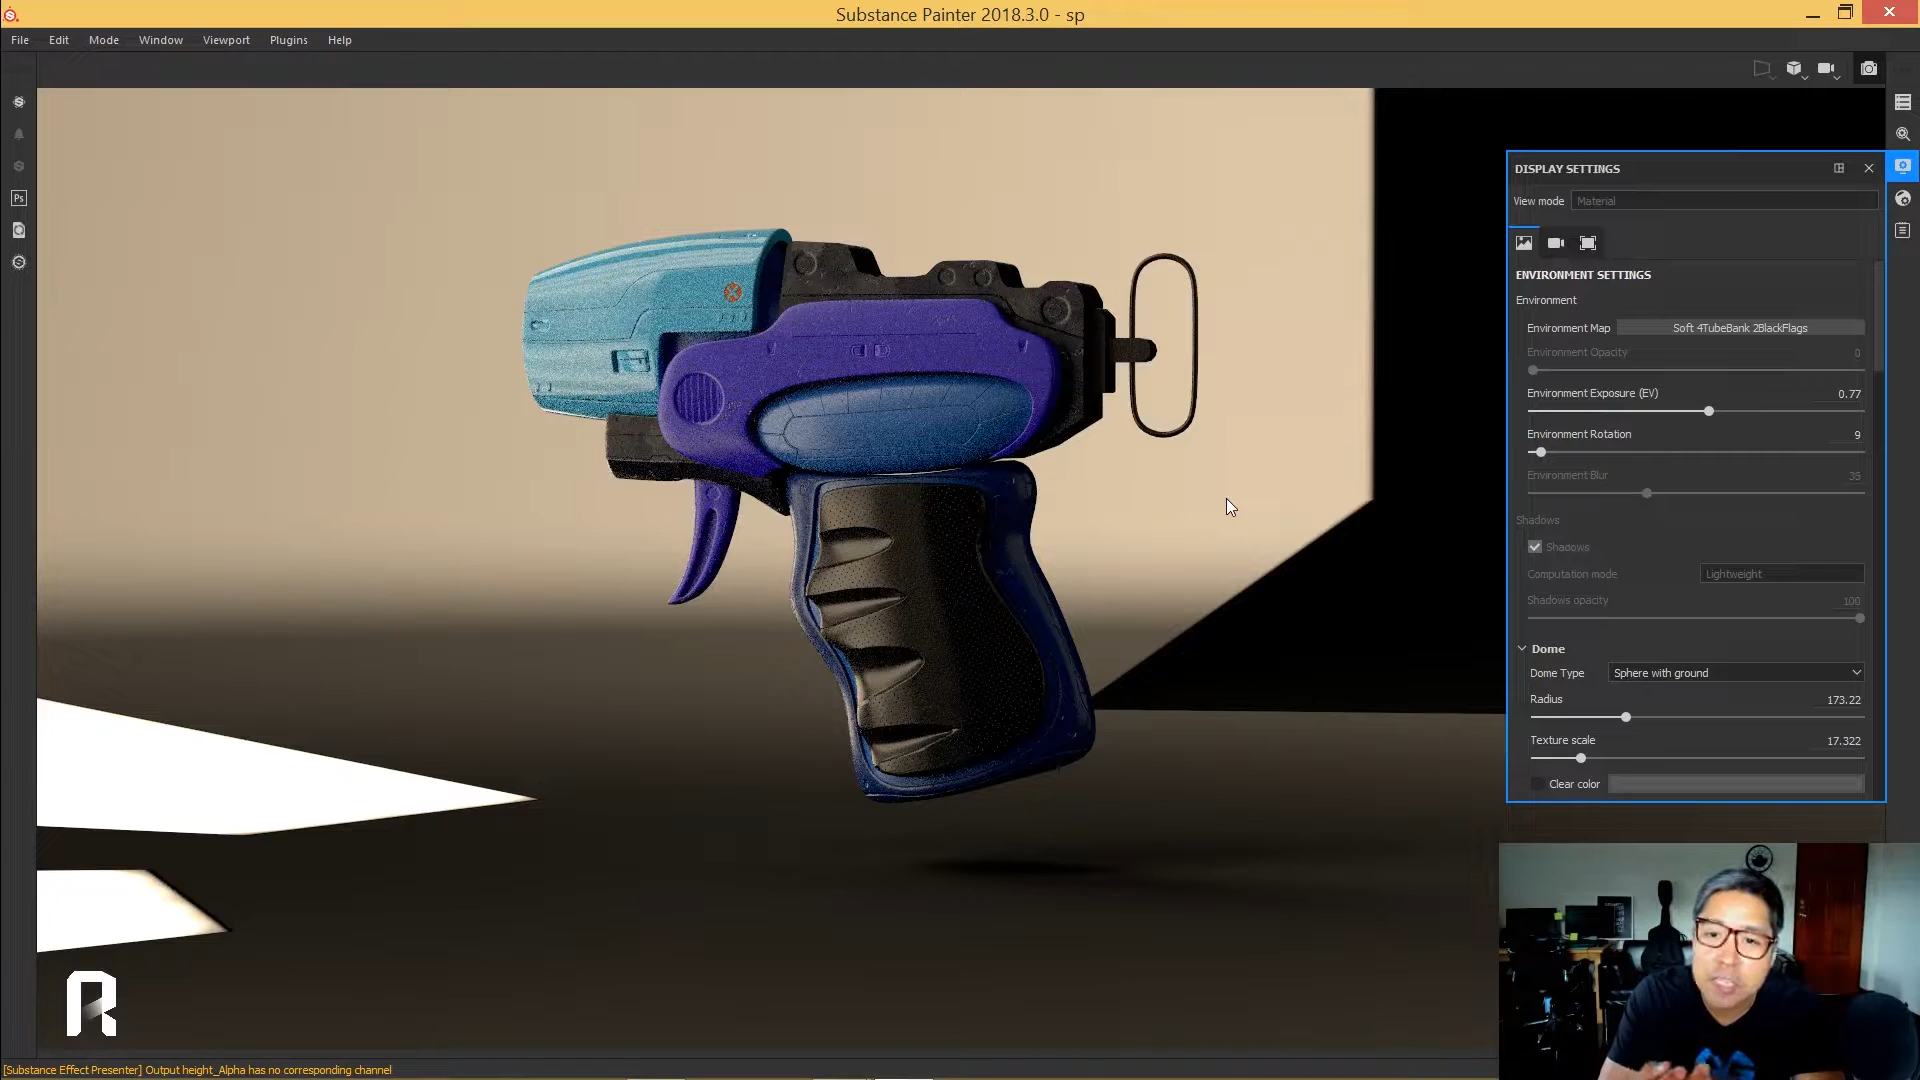 Substance Painter 2018.3.0 - sp
File Edit Mode Window Viewport Plugins Help
Ps
DISPLAY SETTINGS
View mode Material
ENVIRONMENT SETTINGS
Environment
Environment Map Soft 4TubeBank 2BlackFlags
Environment Opacity 0
Environment Exposure (EV) 0.77
Environment Rotation 9
Environment Blur 35
Shadows
Shadows
Computation mode Lightweight
Shadows opacity 100
Dome
Dome Type Sphere with ground
Radius 173.22
Texture scale 17.322
Clear color
R
[Substance Effect Presenter] Output height_Alpha has no corresponding channel